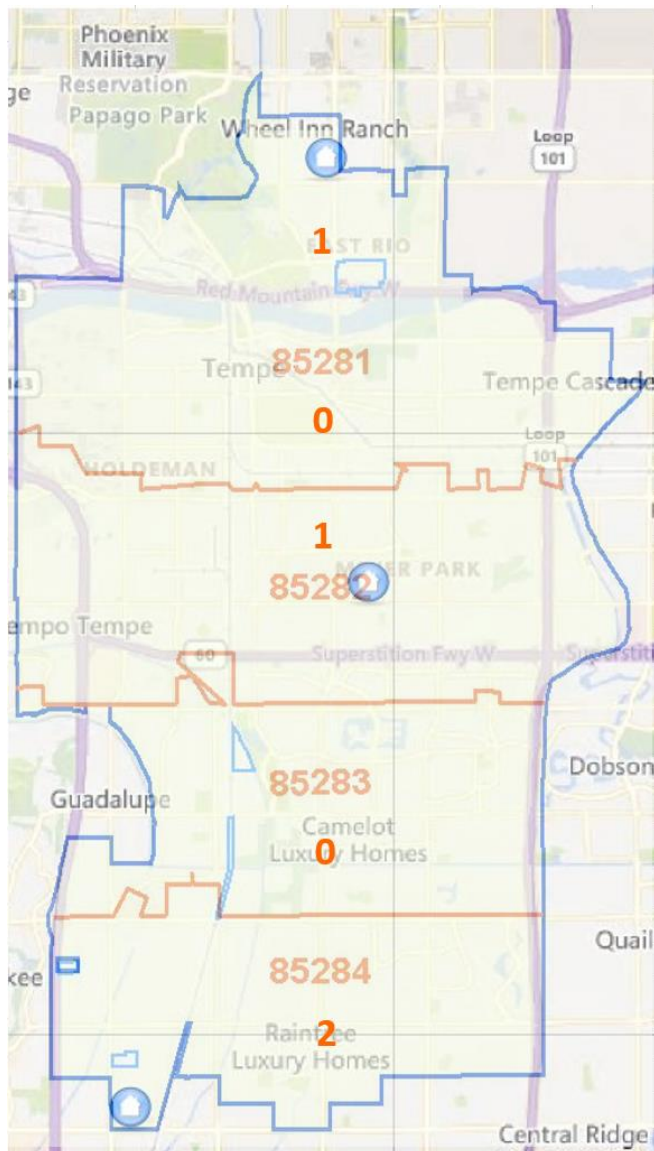 Phoenix
Military
Reservation
Papago Park
ge
Wheel Inn Ranch
Loop
101
1
EAST RIO
Red Mountain Fwy W
143
85281
Tempe
Tempe Cascade
143
0
Loop
101
HOLDEMAN
1
85282
MEYER PARK
empo Tempe
60
Superstition Fwy W
Superstiti
85283
Dobson
Guadalupe
Camelot
Luxury Homes
0
Quail
85284
kee
2
Raintree
Luxury Homes
Central Ridge